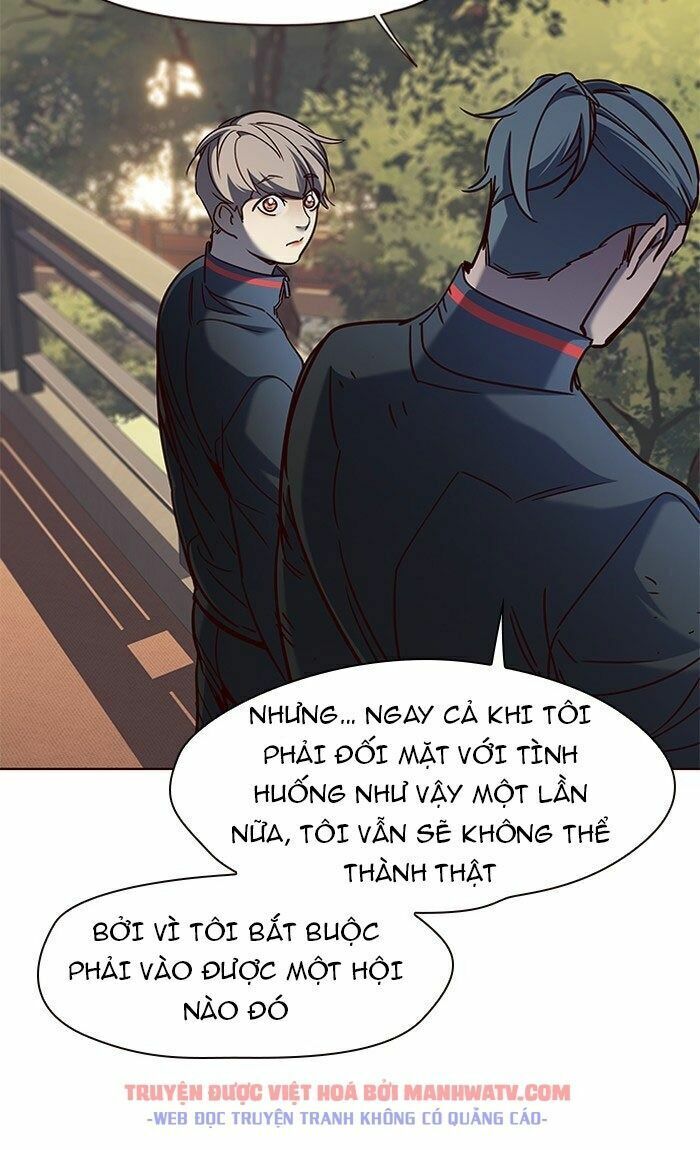 NHƯNG... NGAY CẢ KHI TÔI
PHẢI ĐỐI MẶT VỚI TÌNH
HUỐNG NHƯ VẬY MỘT LẦN
NỮA, TÔI VẪN SẼ KHÔNG THỂ
THÀNH THẬT
BỞI VÌ TÔI BẮT BUỘC
PHẢI VÀO ĐƯỢC MỘT HỘI
NÀO ĐÓ
TRUYỆN ĐƯỢC VIỆT HOÁ BỞI MANHWATV.COM
-WEB ĐỌC TRUYỆN TRANH KHÔNG CÓ QUẢNG CÁO-